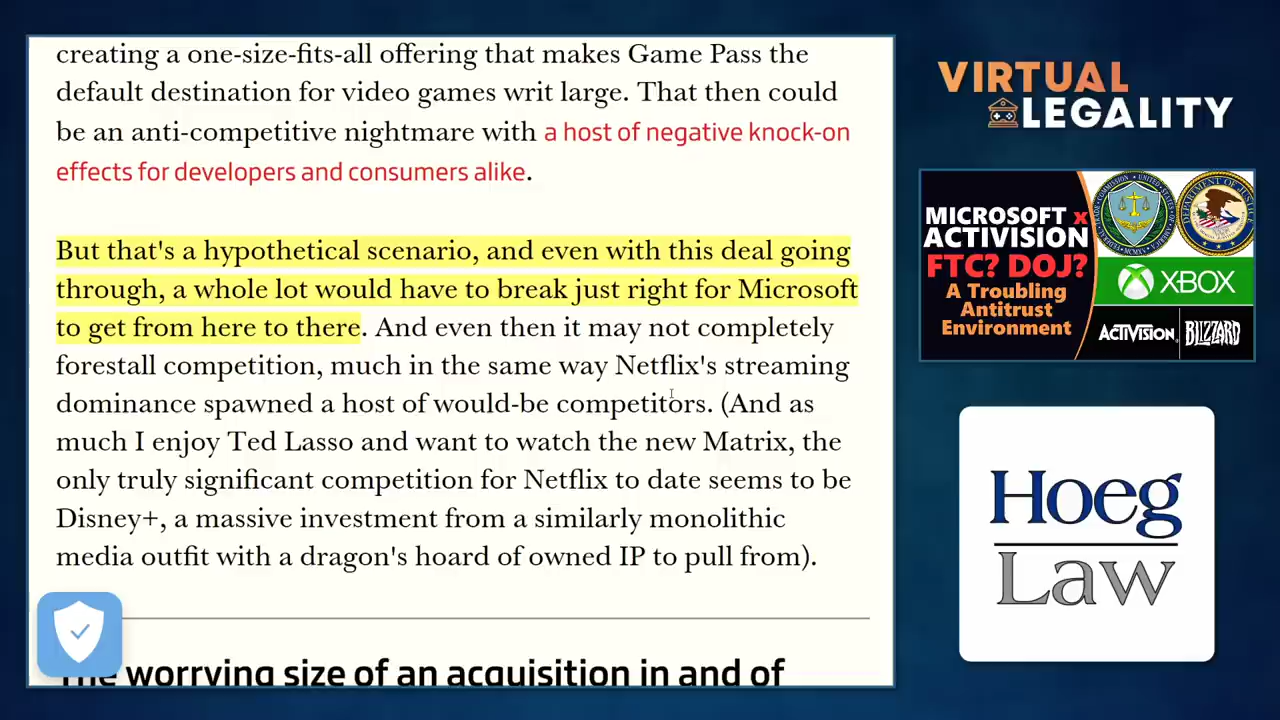 creating a one-size-fits-all offering that makes Game Pass the
default destination for video games writ large. That then could
be an anti-competitive nightmare with a host of negative knock-on
effects for developers and consumers alike.
But that's a hypothetical scenario, and even with this deal going
through, a whole lot would have to break just right for Microsoft
to get from here to there. And even then it may not completely
forestall competition, much in the same way Netflix's streaming
dominance spawned a host of would-be competitors. (And as
much I enjoy Ted Lasso and want to watch the new Matrix, the
only truly significant competition for Netflix to date seems to be
Disney+, a massive investment from a similarly monolithic
media outfit with a dragon's hoard of owned IP to pull from).
The worrying size of an acquisition in and of
VIRTUAL
LEGALITY
MICROSOFT x
ACTIVISION
FTC? DOJ?
A Troubling
Antitrust
Environment
XBOX
ACTIVISION
BLIZZARD
Hoeg
Law